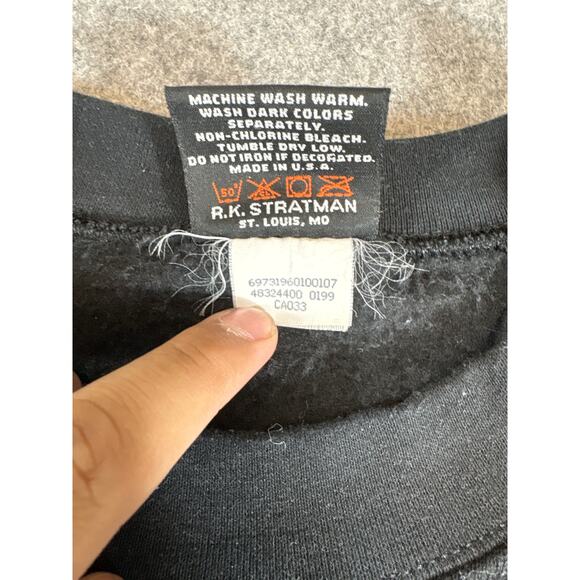 MACHINE WASH WARM.
WASH DARK COLORS
SEPARATELY.
NON-CHLORINE BLEACH.
TUMBLE DRY LOW.
DO NOT IRON IF DECORATED.
MADE IN U.S.A.
50° CL
R.K. STRATMAN
ST. LOUIS, MO
69731960100107
48324400 0199
CA033